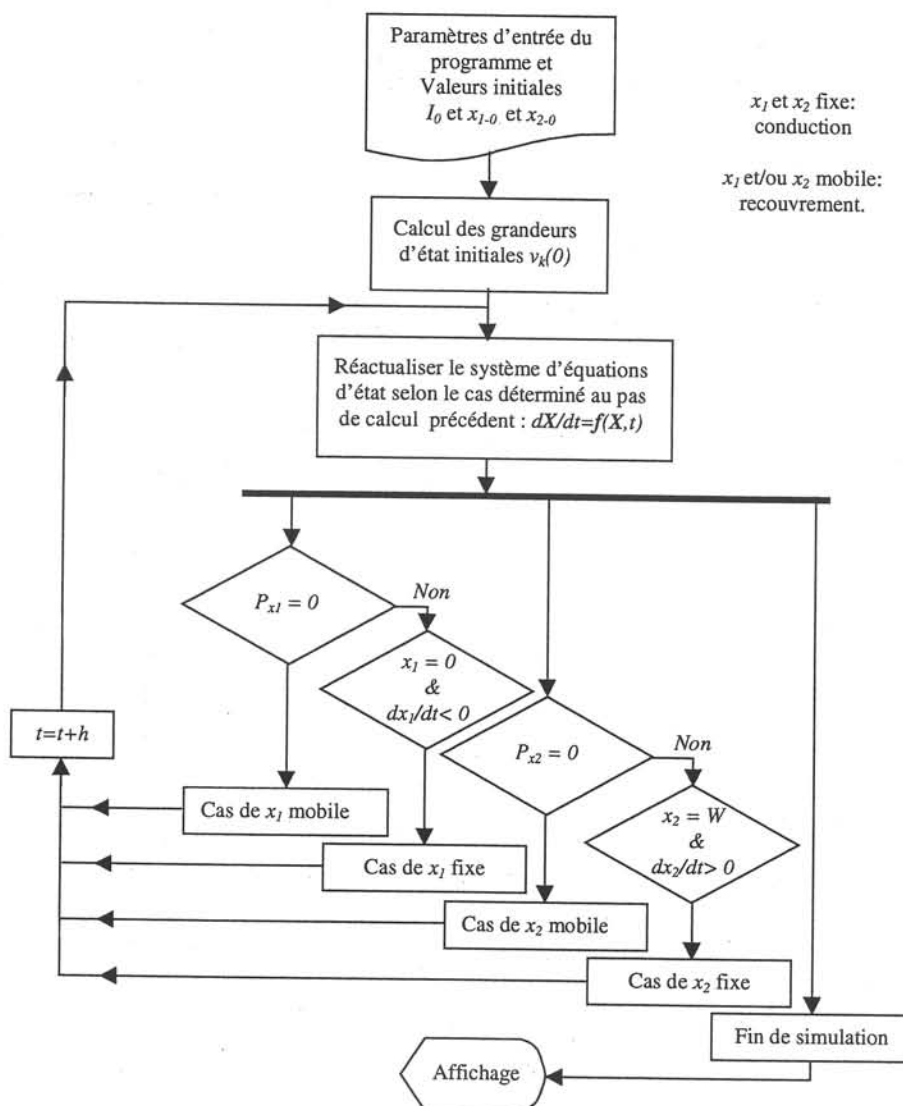 Paramètres d'entrée du
programme et
Valeurs initiales
I₀ et x₁₋₀ et x₂₋₀
x₁ et x₂ fixe:
conduction
x₁ et/ou x₂ mobile:
recouvrement.
Calcul des grandeurs
d'état initiales vₖ(0)
Réactualiser le système d'équations
d'état selon le cas déterminé au pas
de calcul précédent : dX/dt=f(X,t)
Pₓ₁ = 0
Non
x₁ = 0
&
dx₁/dt< 0
Pₓ₂ = 0
Non
x₂ = W
&
dx₂/dt> 0
t=t+h
Cas de x₁ mobile
Cas de x₁ fixe
Cas de x₂ mobile
Cas de x₂ fixe
Fin de simulation
Affichage